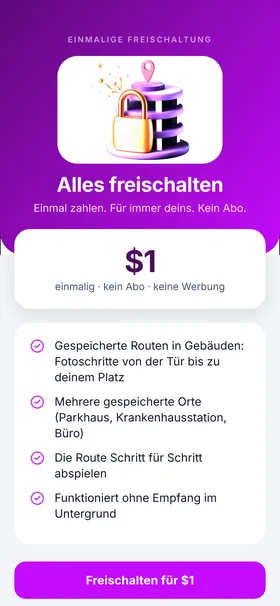 EINMALIGE FREISCHALTUNG
Alles freischalten
Einmal zahlen. Für immer deins. Kein Abo.
$1
einmalig · kein Abo · keine Werbung
Gespeicherte Routen in Gebäuden:
Fotoschritte von der Tür bis zu
deinem Platz
Mehrere gespeicherte Orte
(Parkhaus, Krankenhausstation,
Büro)
Die Route Schritt für Schritt
abspielen
Funktioniert ohne Empfang im
Untergrund
Freischalten für $1